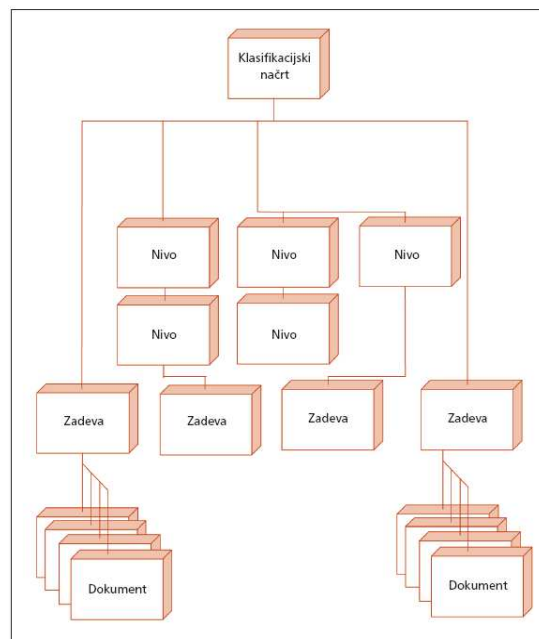 Klasifikacijski
načrt
Nivo
Nivo
Nivo
Nivo
Nivo
Zadeva
Zadeva
Zadeva
Zadeva
Dokument
Dokument